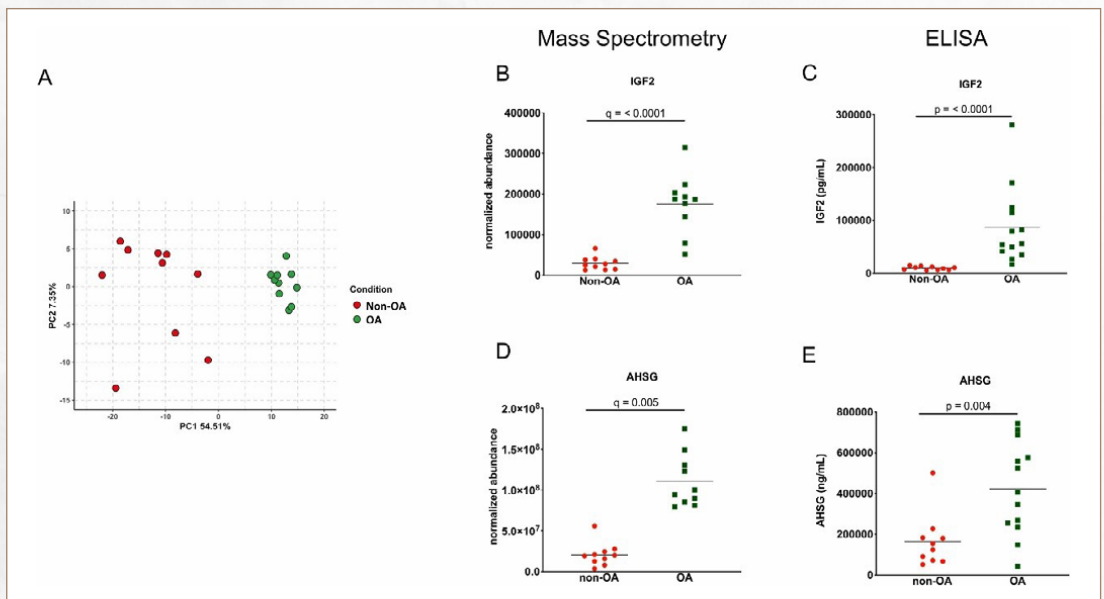 Mass Spectrometry
ELISA
A
10
5
0
-5
-10
-15
PC2 7.35%
-20
-10
0
10
20
PC1 54.51%
Condition
Non-OA
OA
B
IGF2
q = < 0.0001
400000
300000
200000
100000
0
normalized abundance
Non-OA
OA
C
IGF2
p = < 0.0001
300000
200000
100000
0
IGF2 (pg/mL)
Non-OA
OA
D
AHSG
q = 0.005
2.0×10⁸
1.5×10⁸
1.0×10⁸
5.0×10⁷
0.0
normalized abundance
non-OA
OA
E
AHSG
p = 0.004
800000
600000
400000
200000
0
AHSG (ng/mL)
non-OA
OA